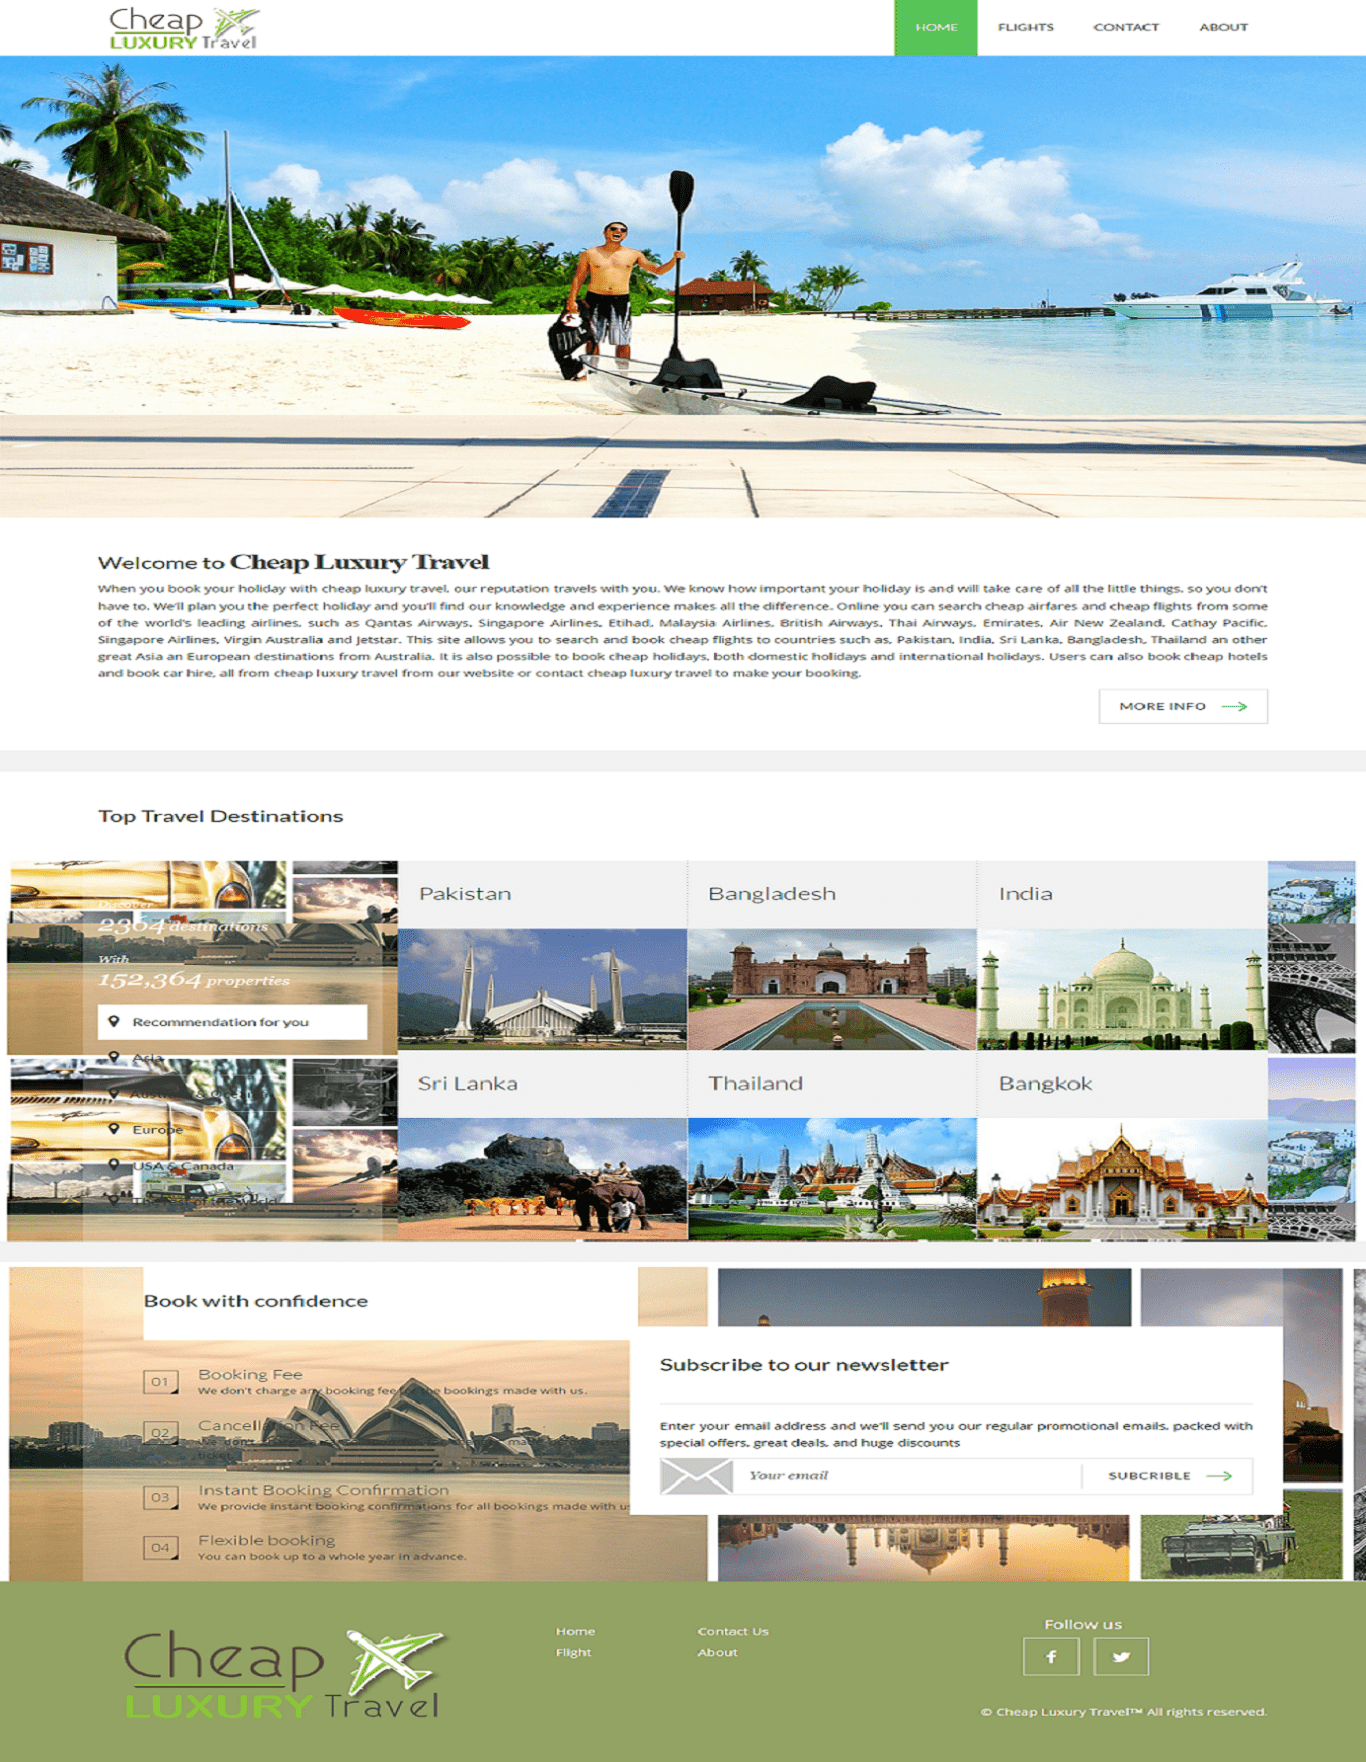 Cheap
LUXURY Travel
HOME
FLIGHTS
CONTACT
ABOUT
Welcome to Cheap Luxury Travel
When you book your holiday with cheap luxury travel, our reputation travels with you. We know how important your holiday is and will take care of all the little things, so you don't
have to. We'll plan you the perfect holiday and you'll find our knowledge and experience makes all the difference. Online you can search cheap airfares and cheap flights from some
of the world's leading airlines, such as Qantas Airways, Singapore Airlines, Etihad, Malaysia Airlines, British Airways, Thai Airways, Emirates, Air New Zealand, Cathay Pacific,
Singapore Airlines, Virgin Australia and Jetstar. This site allows you to search and book cheap flights to countries such as, Pakistan, India, Sri Lanka, Bangladesh, Thailand an other
great Asia an European destinations from Australia. It is also possible to book cheap holidays, both domestic holidays and international holidays. Users can also book cheap hotels
and book car hire, all from cheap luxury travel from our website or contact cheap luxury travel to make your booking.
MORE INFO
Top Travel Destinations
Discover
2364 destinations
With
152,364 properties
Recommendation for you
Asia
Europe
USA & Canada
Pakistan
Bangladesh
India
Sri Lanka
Thailand
Bangkok
Book with confidence
01
Booking Fee
We don't charge any booking fee for the bookings made with us.
02
Cancellation Fee
We don't
03
Instant Booking Confirmation
We provide instant booking confirmations for all bookings made with us
04
Flexible booking
You can book up to a whole year in advance.
Subscribe to our newsletter
Enter your email address and we'll send you our regular promotional emails, packed with
special offers, great deals, and huge discounts
Your email
SUBCRIBLE
Cheap
LUXURY Travel
Home
Flight
Contact Us
About
Follow us
© Cheap Luxury Travel™ All rights reserved.